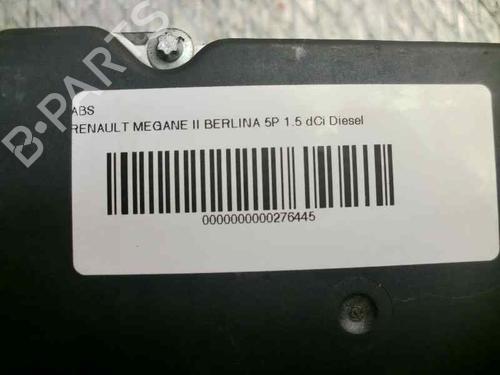 B-PARTS
ABS
RENAULT MEGANE II BERLINA 5P 1.5 dCi Diesel
0000000000276445